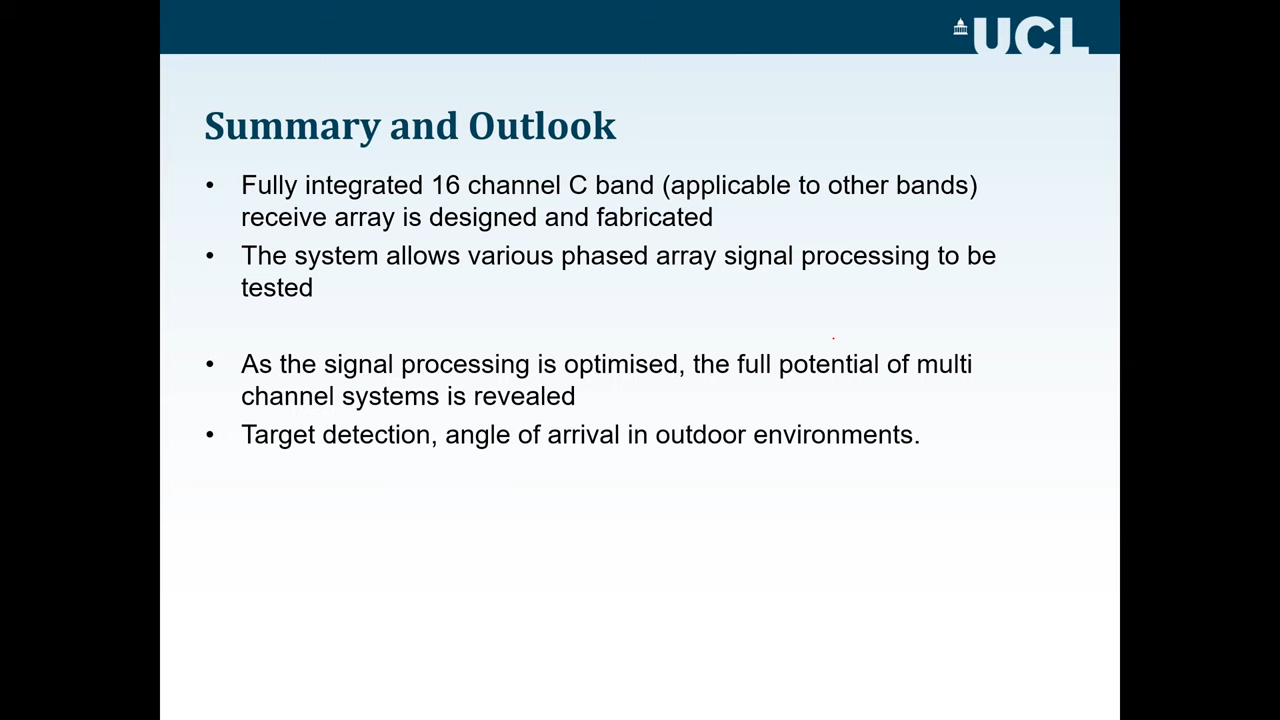 UCL
Summary and Outlook
• Fully integrated 16 channel C band (applicable to other bands)
receive array is designed and fabricated
• The system allows various phased array signal processing to be
tested
• As the signal processing is optimised, the full potential of multi
channel systems is revealed
• Target detection, angle of arrival in outdoor environments.